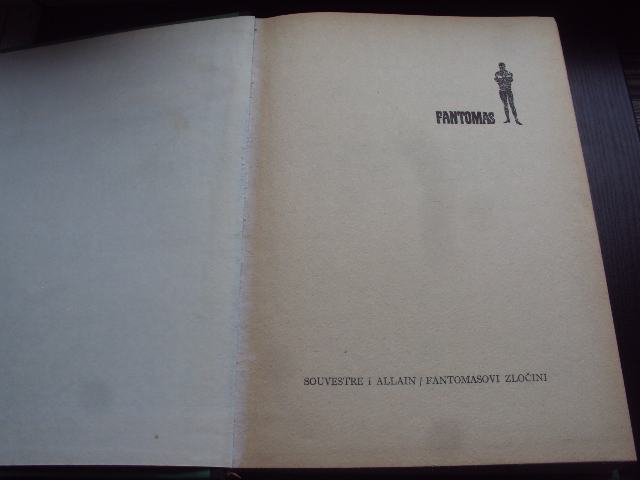 FANTOMAS
SOUVESTRE I ALLAIN / FANTOMASOVI ZLOČINI